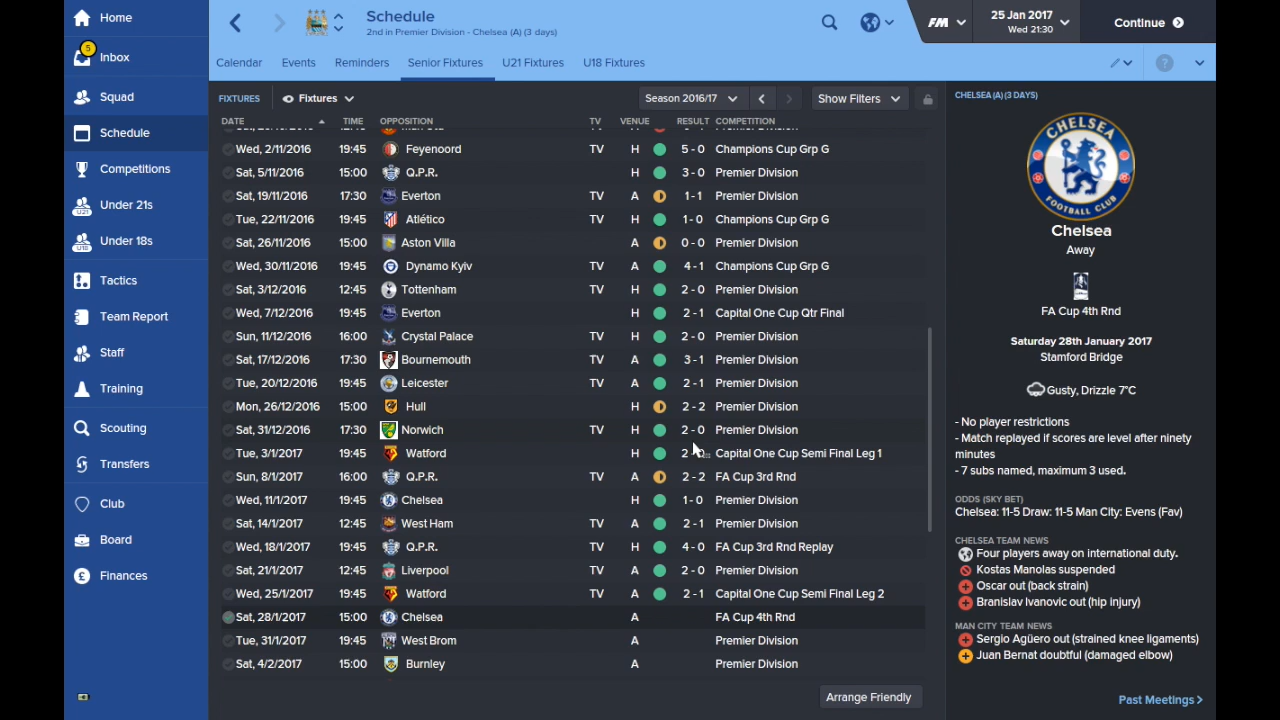 Home
5
Inbox
Squad
Schedule
Competitions
U21
Under 21s
U18
Under 18s
Tactics
Team Report
Staff
Training
Scouting
Transfers
Club
Board
Finances
Schedule
2nd in Premier Division - Chelsea (A) (3 days)
FM
25 Jan 2017
Wed 21:30
Continue
Calendar Events Reminders Senior Fixtures U21 Fixtures U18 Fixtures
FIXTURES Fixtures Season 2016/17 Show Filters
DATE TIME OPPOSITION TV VENUE RESULT COMPETITION
Wed, 2/11/2016 19:45 Feyenoord TV H 5 - 0 Champions Cup Grp G
Sat, 5/11/2016 15:00 Q.P.R. H 3 - 0 Premier Division
Sat, 19/11/2016 17:30 Everton TV A 1 - 1 Premier Division
Tue, 22/11/2016 19:45 Atlético TV H 1 - 0 Champions Cup Grp G
Sat, 26/11/2016 15:00 Aston Villa A 0 - 0 Premier Division
Wed, 30/11/2016 19:45 Dynamo Kyiv TV A 4 - 1 Champions Cup Grp G
Sat, 3/12/2016 12:45 Tottenham TV H 2 - 0 Premier Division
Wed, 7/12/2016 19:45 Everton H 2 - 1 Capital One Cup Qtr Final
Sun, 11/12/2016 16:00 Crystal Palace TV H 2 - 0 Premier Division
Sat, 17/12/2016 17:30 Bournemouth TV A 3 - 1 Premier Division
Tue, 20/12/2016 19:45 Leicester TV A 2 - 1 Premier Division
Mon, 26/12/2016 15:00 Hull H 2 - 2 Premier Division
Sat, 31/12/2016 17:30 Norwich TV H 2 - 0 Premier Division
Tue, 3/1/2017 19:45 Watford H 2 Capital One Cup Semi Final Leg 1
Sun, 8/1/2017 16:00 Q.P.R. TV A 2 - 2 FA Cup 3rd Rnd
Wed, 11/1/2017 19:45 Chelsea H 1 - 0 Premier Division
Sat, 14/1/2017 12:45 West Ham TV A 2 - 1 Premier Division
Wed, 18/1/2017 19:45 Q.P.R. TV H 4 - 0 FA Cup 3rd Rnd Replay
Sat, 21/1/2017 12:45 Liverpool TV A 2 - 0 Premier Division
Wed, 25/1/2017 19:45 Watford TV A 2 - 1 Capital One Cup Semi Final Leg 2
Sat, 28/1/2017 15:00 Chelsea A FA Cup 4th Rnd
Tue, 31/1/2017 19:45 West Brom A Premier Division
Sat, 4/2/2017 15:00 Burnley A Premier Division
Arrange Friendly
CHELSEA (A) (3 DAYS)
CHELSEA
FOOTBALL CLUB
Chelsea
Away
FA Cup 4th Rnd
Saturday 28th January 2017
Stamford Bridge
Gusty, Drizzle 7°C
- No player restrictions
- Match replayed if scores are level after ninety
minutes
- 7 subs named, maximum 3 used.
ODDS (SKY BET)
Chelsea: 11-5 Draw: 11-5 Man City: Evens (Fav)
CHELSEA TEAM NEWS
Four players away on international duty.
Kostas Manolas suspended
Oscar out (back strain)
Branislav Ivanovic out (hip injury)
MAN CITY TEAM NEWS
Sergio Agüero out (strained knee ligaments)
Juan Bernat doubtful (damaged elbow)
Past Meetings >